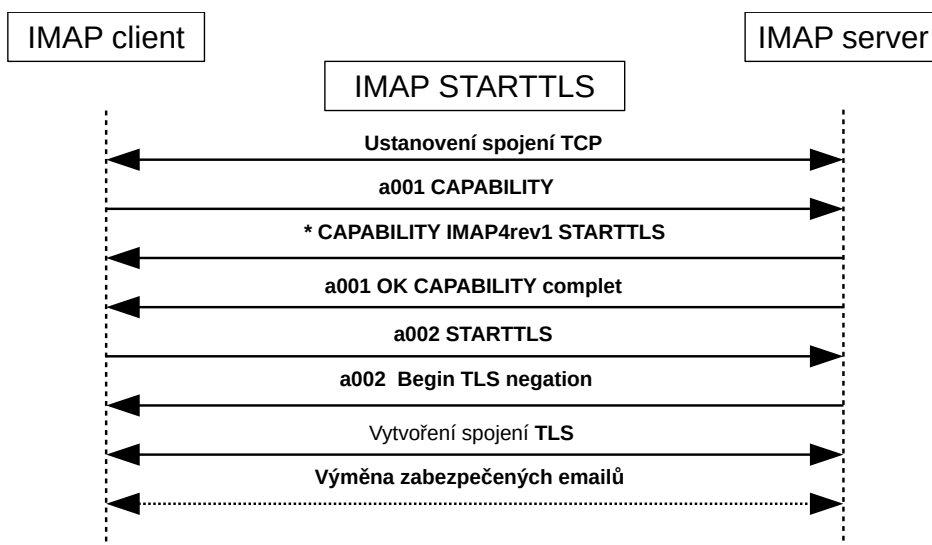 IMAP client
IMAP server
IMAP STARTTLS
Ustanovení spojení TCP
a001 CAPABILITY
* CAPABILITY IMAP4rev1 STARTTLS
a001 OK CAPABILITY complet
a002 STARTTLS
a002 Begin TLS negation
Vytvoření spojení TLS
Výměna zabezpečených emailů